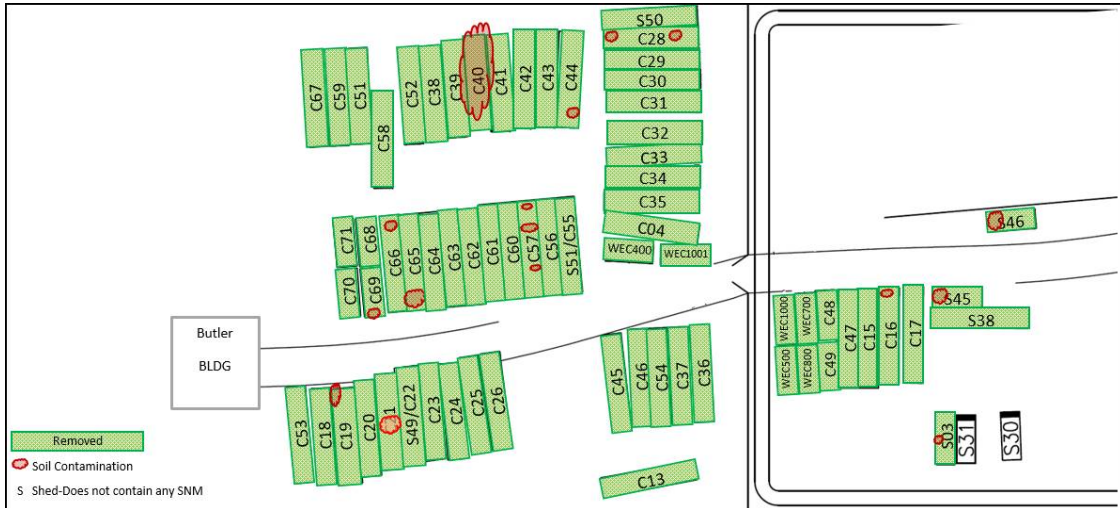 S50
C28
C29
C30
C31
C32
C33
C34
C35
C04
WEC400 WEC1001
C67 C59 C51 C58 C52 C38 C39 C40 C41 C42 C43 C44
C71 C68 C66 C65 C64 C63 C62 C61 C60 C57 C56 S51/C55
C70 C69
S46
WEC1000 WEC700 C48 C47 C15 C16 C17 S45
S38
WEC500 WEC800 C49
Butler
BLDG
C45 C46 C54 C37 C36
C53 C18 C19 C20 1 S49/C22 C23 C24 C25 C26
C13
S03 S31 S30
Removed
Soil Contamination
S Shed-Does not contain any SNM